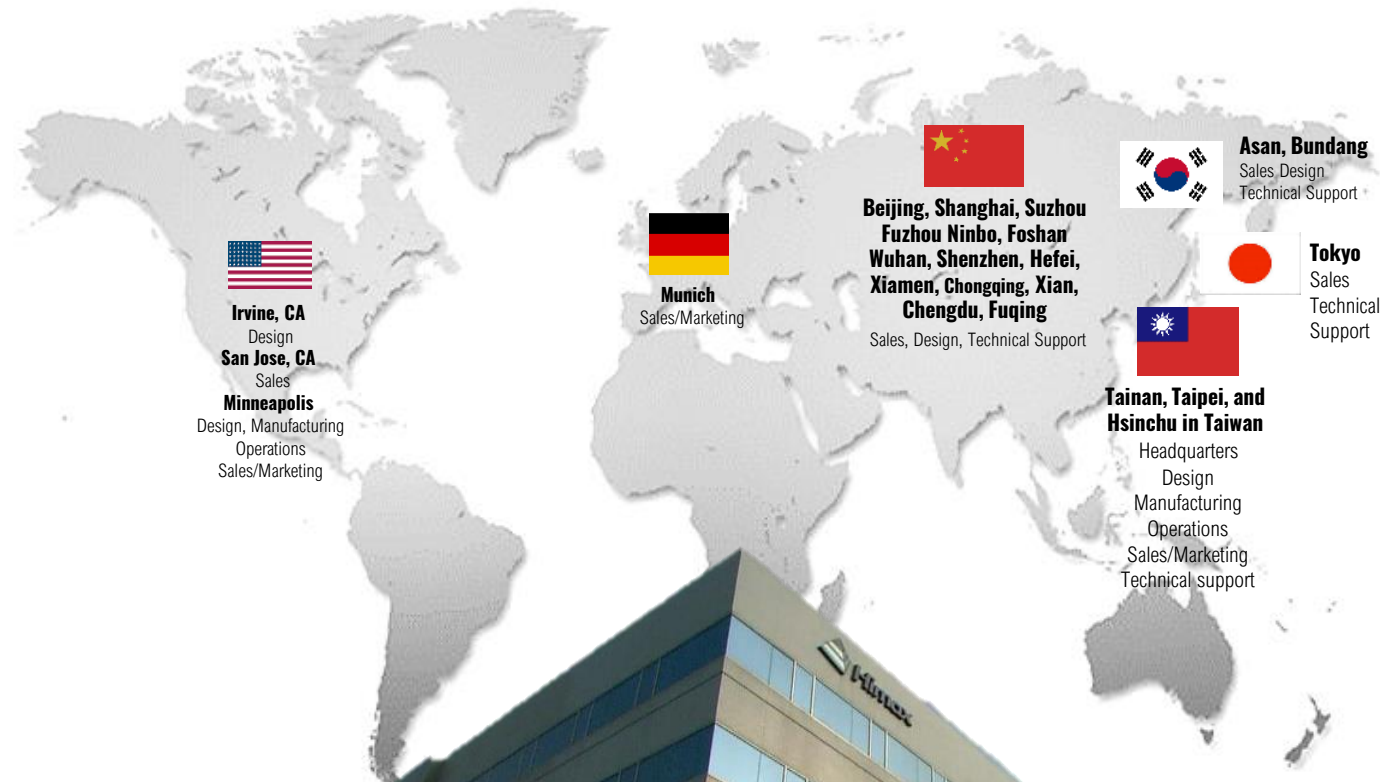 Irvine, CA
Design
San Jose, CA
Sales
Minneapolis
Design, Manufacturing
Operations
Sales/Marketing
Munich
Sales/Marketing
Beijing, Shanghai, Suzhou
Fuzhou Ninbo, Foshan
Wuhan, Shenzhen, Hefei,
Xiamen, Chongqing, Xian,
Chengdu, Fuqing
Sales, Design, Technical Support
Asan, Bundang
Sales Design
Technical Support
Tokyo
Sales
Technical
Support
Tainan, Taipei, and
Hsinchu in Taiwan
Headquarters
Design
Manufacturing
Operations
Sales/Marketing
Technical support
Himax